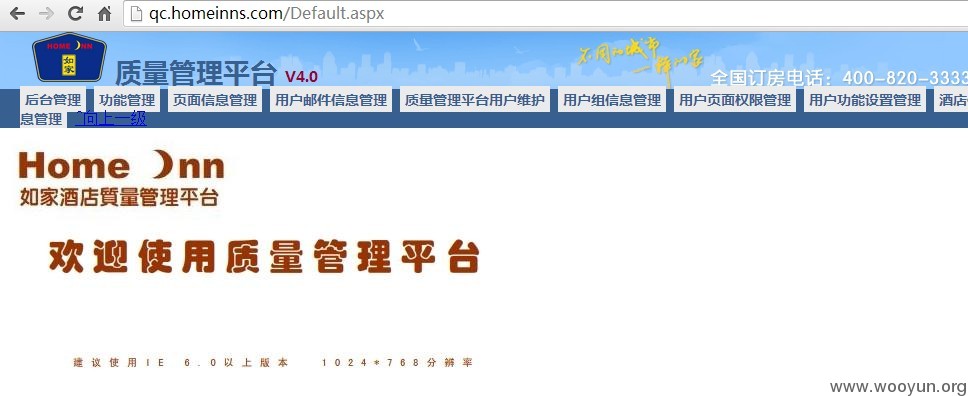 qc.homeinns.com/Default.aspx
HOME INN
如家
质量管理平台 V4.0
不同的城市
一样的家
全国订房电话：400-820-3333
后台管理 功能管理 页面信息管理 用户邮件信息管理 质量管理平台用户维护 用户组信息管理 用户页面权限管理 用户功能设置管理 酒店
息管理 ^向上一级
Home Inn
如家酒店質量管理平台
欢迎使用质量管理平台
建议使用IE 6.0以上版本 1024*768分辨率
www.wooyun.org